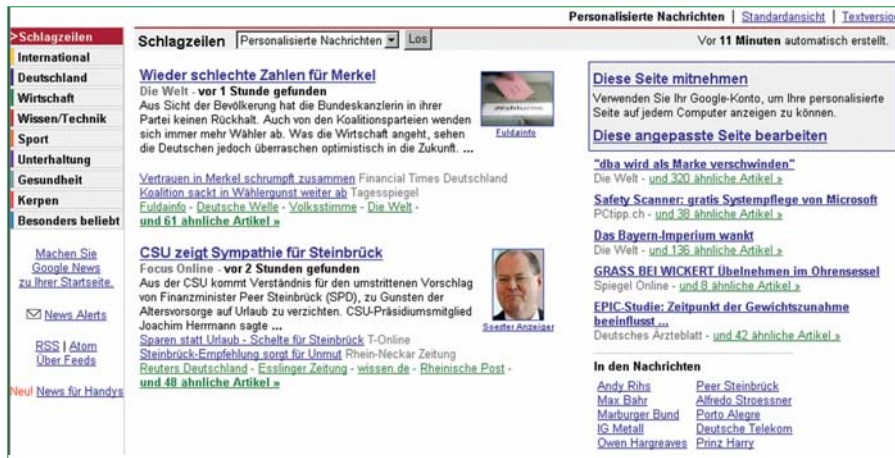 Personalisierte Nachrichten | Standardansicht | Textversion
>Schlagzeilen
International
Deutschland
Wirtschaft
Wissen/Technik
Sport
Unterhaltung
Gesundheit
Kerpen
Besonders beliebt
Machen Sie
Google News
zu Ihrer Startseite.
News Alerts
RSS | Atom
Über Feeds
Neu! News für Handys
Schlagzeilen Personalisierte Nachrichten Los
Vor 11 Minuten automatisch erstellt.
Wieder schlechte Zahlen für Merkel
Die Welt - vor 1 Stunde gefunden
Aus Sicht der Bevölkerung hat die Bundeskanzlerin in ihrer
Partei keinen Rückhalt. Auch von den Koalitionsparteien wenden
sich immer mehr Wähler ab. Was die Wirtschaft angeht, sehen
die Deutschen jedoch überraschen optimistisch in die Zukunft. ...
Fuldainfo
Vertrauen in Merkel schrumpft zusammen Financial Times Deutschland
Koalition sackt in Wählergunst weiter ab Tagesspiegel
Fuldainfo - Deutsche Welle - Volksstimme - Die Welt -
und 61 ähnliche Artikel »
CSU zeigt Sympathie für Steinbrück
Focus Online - vor 2 Stunden gefunden
Aus der CSU kommt Verständnis für den umstrittenen Vorschlag
von Finanzminister Peer Steinbrück (SPD), zu Gunsten der
Altersvorsorge auf Urlaub zu verzichten. CSU-Präsidiumsmitglied
Joachim Herrmann sagte ...
Soester Anzeiger
Sparen statt Urlaub - Schelte für Steinbrück T-Online
Steinbrück-Empfehlung sorgt für Unmut Rhein-Neckar Zeitung
Reuters Deutschland - Esslinger Zeitung - wissen.de - Rheinische Post -
und 48 ähnliche Artikel »
Diese Seite mitnehmen
Verwenden Sie Ihr Google-Konto, um Ihre personalisierte
Seite auf jedem Computer anzeigen zu können.
Diese angepasste Seite bearbeiten
"dba wird als Marke verschwinden"
Die Welt - und 320 ähnliche Artikel »
Safety Scanner: gratis Systempflege von Microsoft
PCtipp.ch - und 38 ähnliche Artikel »
Das Bayern-Imperium wankt
Die Welt - und 136 ähnliche Artikel »
GRASS BEI WICKERT Übelnehmen im Ohrensessel
Spiegel Online - und 8 ähnliche Artikel »
EPIC-Studie: Zeitpunkt der Gewichtszunahme
beeinflusst ...
Deutsches Ärzteblatt - und 42 ähnliche Artikel »
In den Nachrichten
Andy Rihs Peer Steinbrück
Max Bahr Alfredo Stroessner
Marburger Bund Porto Alegre
IG Metall Deutsche Telekom
Owen Hargreaves Prinz Harry